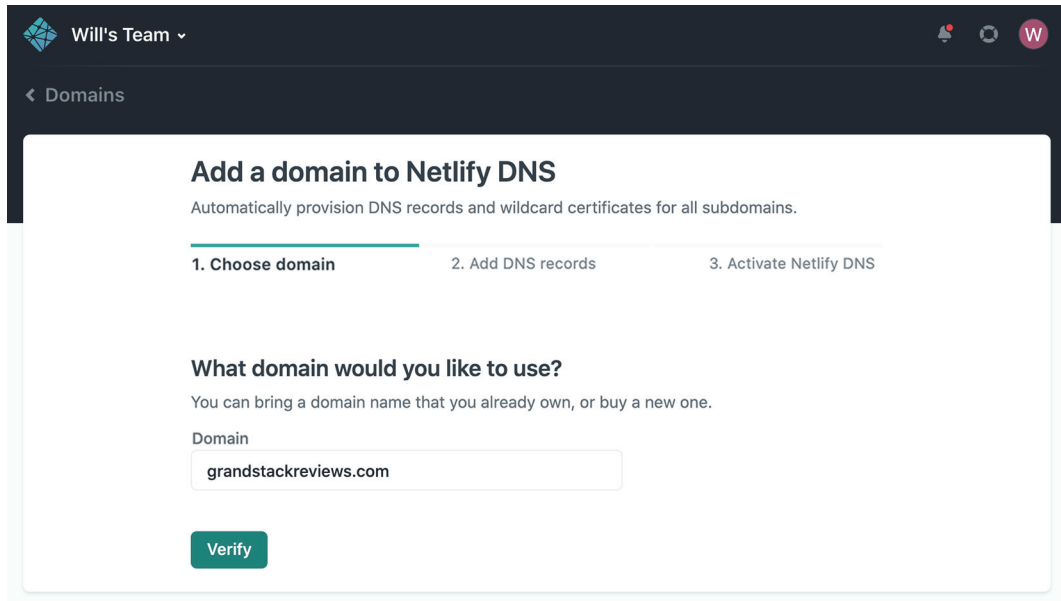 Will's Team
W
Domains
Add a domain to Netlify DNS
Automatically provision DNS records and wildcard certificates for all subdomains.
1. Choose domain
2. Add DNS records
3. Activate Netlify DNS
What domain would you like to use?
You can bring a domain name that you already own, or buy a new one.
Domain
grandstackreviews.com
Verify